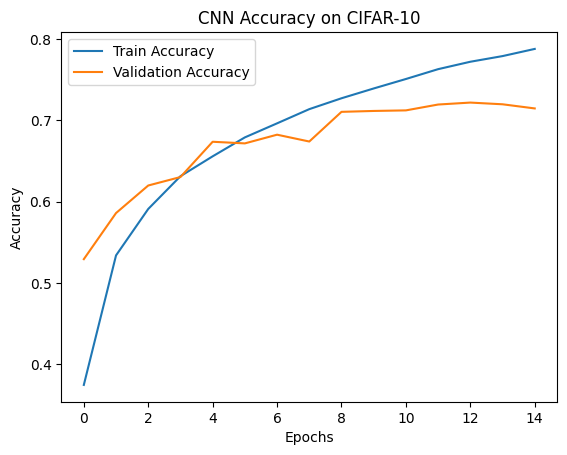 CNN Accuracy on CIFAR-10
Train Accuracy
Validation Accuracy
0.8
0.7
0.6
0.5
0.4
Accuracy
0 2 4 6 8 10 12 14
Epochs